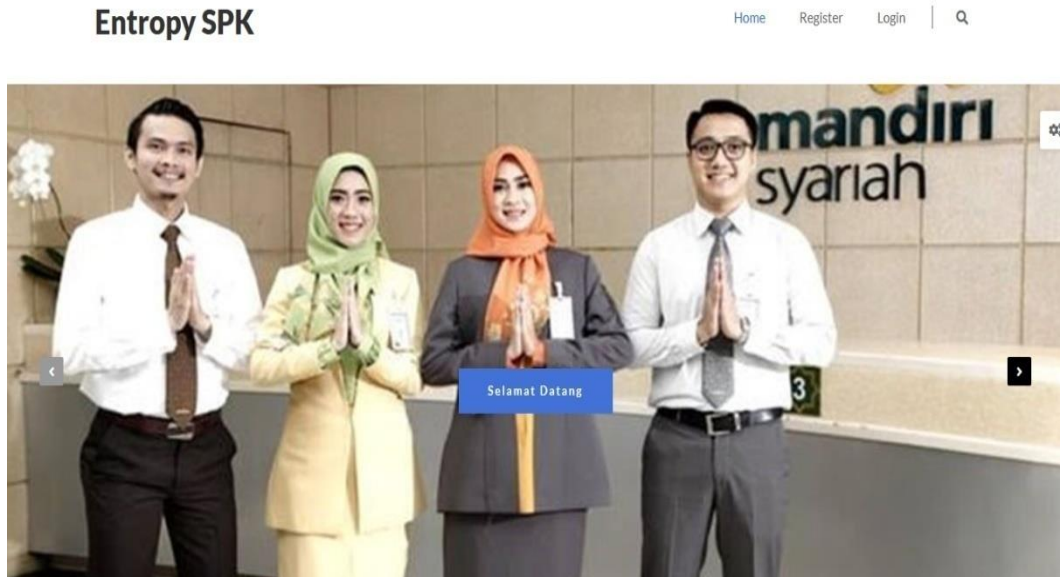 Entropy SPK
Home Register Login
mandiri
syariah
Selamat Datang
3